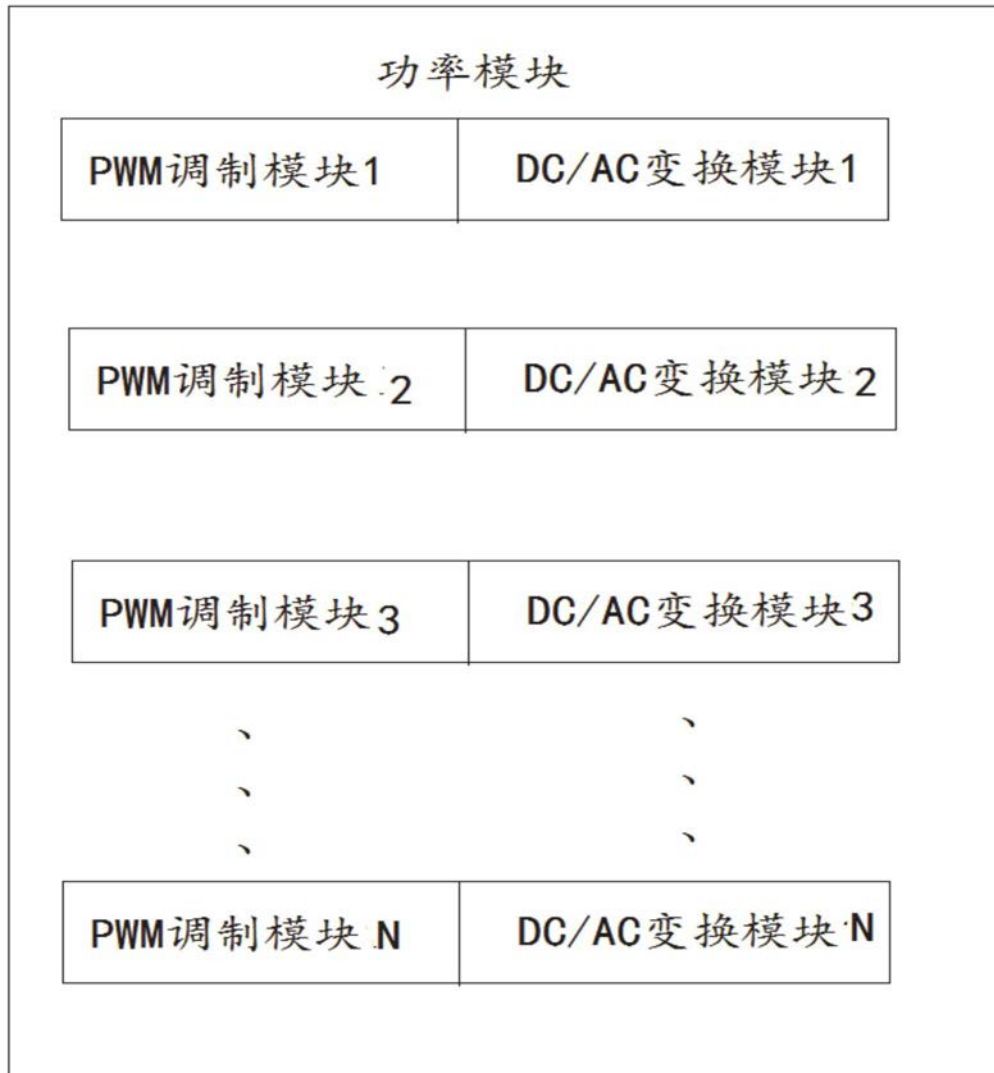 功率模块
PWM调制模块1 DC/AC变换模块1
PWM调制模块2 DC/AC变换模块2
PWM调制模块3 DC/AC变换模块3
、 、
、 、
、 、
PWM调制模块N DC/AC变换模块N